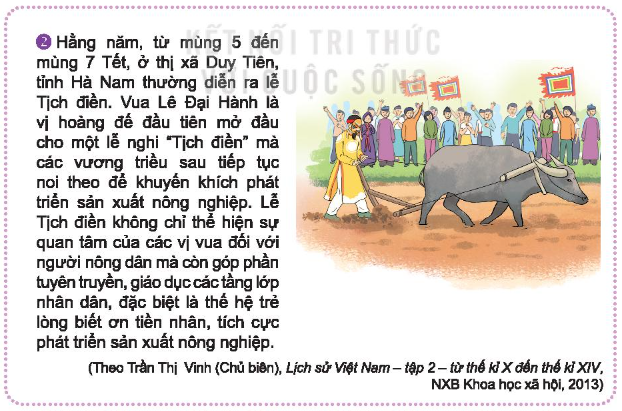 KẾT NỐI TRI THỨC
VỚI CUỘC SỐNG
2 Hằng năm, từ mùng 5 đến
mùng 7 Tết, ở thị xã Duy Tiên,
tỉnh Hà Nam thường diễn ra lễ
Tịch điền. Vua Lê Đại Hành là
vị hoàng đế đầu tiên mở đầu
cho một lễ nghi “Tịch điền” mà
các vương triều sau tiếp tục
noi theo để khuyến khích phát
triển sản xuất nông nghiệp. Lễ
Tịch điền không chỉ thể hiện sự
quan tâm của các vị vua đối với
người nông dân mà còn góp phần
tuyên truyền, giáo dục các tầng lớp
nhân dân, đặc biệt là thế hệ trẻ
lòng biết ơn tiền nhân, tích cực
phát triển sản xuất nông nghiệp.
(Theo Trần Thị Vinh (Chủ biên), Lịch sử Việt Nam – tập 2 – từ thế kỉ X đến thế kỉ XIV,
NXB Khoa học xã hội, 2013)